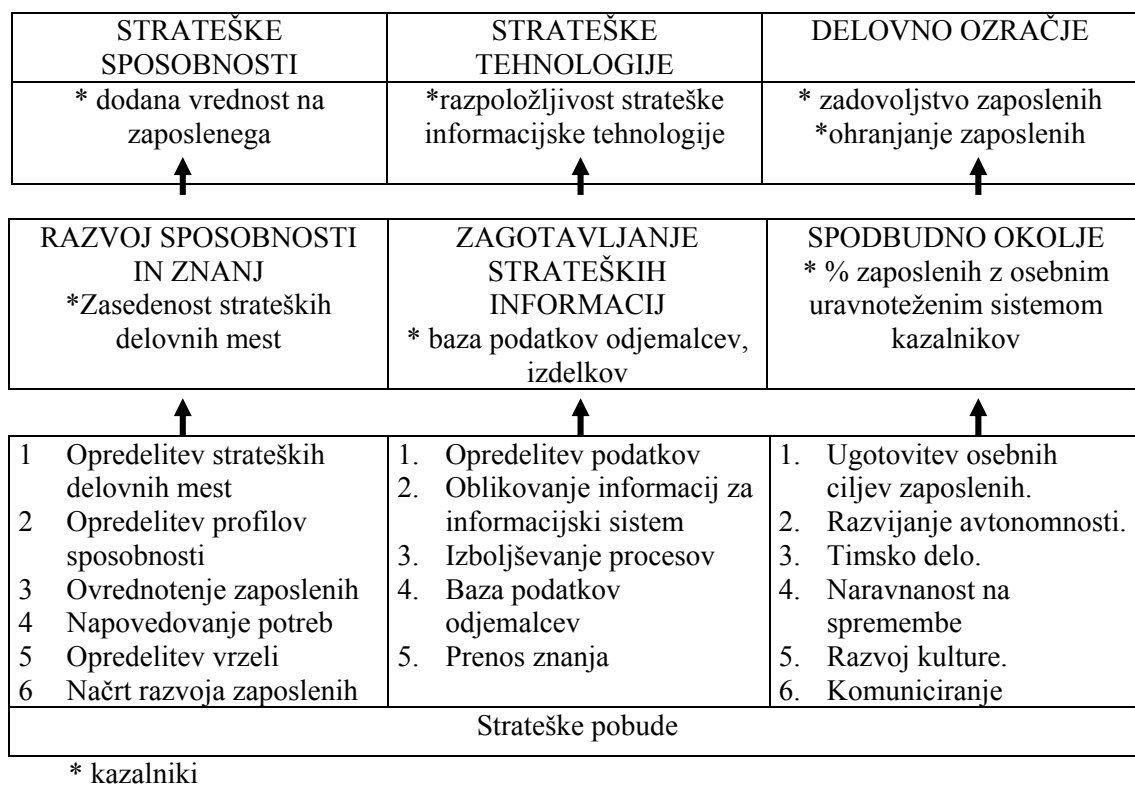 STRATEŠKE
SPOSOBNOSTI
STRATEŠKE
TEHNOLOGIJE
DELOVNO OZRAČJE
* dodana vrednost na
zaposlenega
*razpoložljivost strateške
informacijske tehnologije
* zadovoljstvo zaposlenih
*ohranjanje zaposlenih
RAZVOJ SPOSOBNOSTI
IN ZNANJ
*Zasedenost strateških
delovnih mest
ZAGOTAVLJANJE
STRATEŠKIH
INFORMACIJ
* baza podatkov odjemalcev,
izdelkov
SPODBUDNO OKOLJE
* % zaposlenih z osebnim
uravnoteženim sistemom
kazalnikov
1 Opredelitev strateških
delovnih mest
2 Opredelitev profilov
sposobnosti
3 Ovrednotenje zaposlenih
4 Napovedovanje potreb
5 Opredelitev vrzeli
6 Načrt razvoja zaposlenih
1. Opredelitev podatkov
2. Oblikovanje informacij za
informacijski sistem
3. Izboljševanje procesov
4. Baza podatkov
odjemalcev
5. Prenos znanja
1. Ugotovitev osebnih
ciljev zaposlenih.
2. Razvijanje avtonomnosti.
3. Timsko delo.
4. Naravnanost na
spremembe
5. Razvoj kulture.
6. Komuniciranje
Strateške pobude
* kazalniki